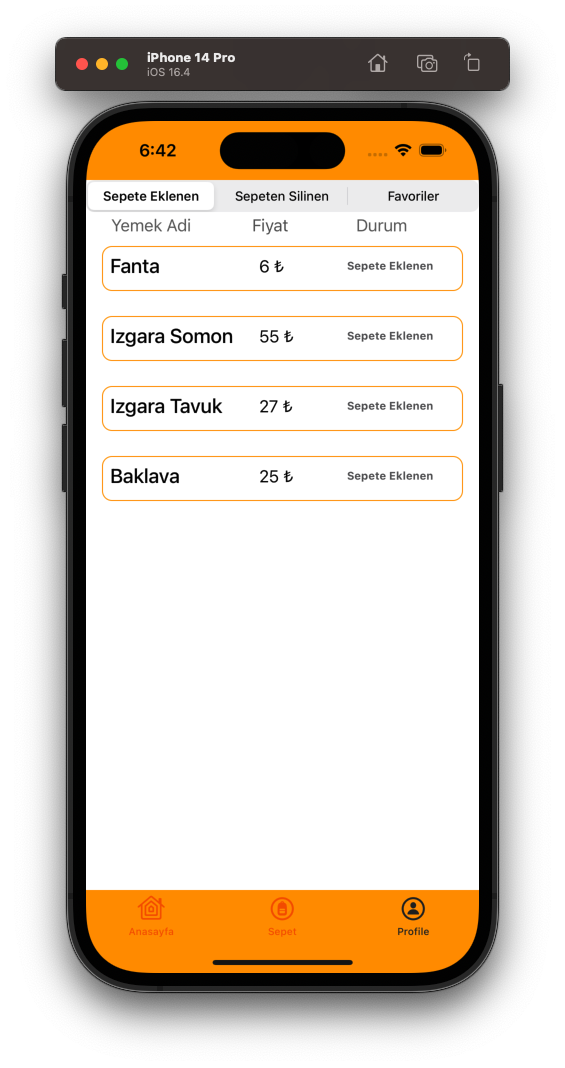 iPhone 14 Pro
iOS 16.4
6:42
Sepete Eklenen Sepeten Silinen Favoriler
Yemek Adi Fiyat Durum
Fanta 6 ₺ Sepete Eklenen
Izgara Somon 55 ₺ Sepete Eklenen
Izgara Tavuk 27 ₺ Sepete Eklenen
Baklava 25 ₺ Sepete Eklenen
Anasayfa Sepet Profile